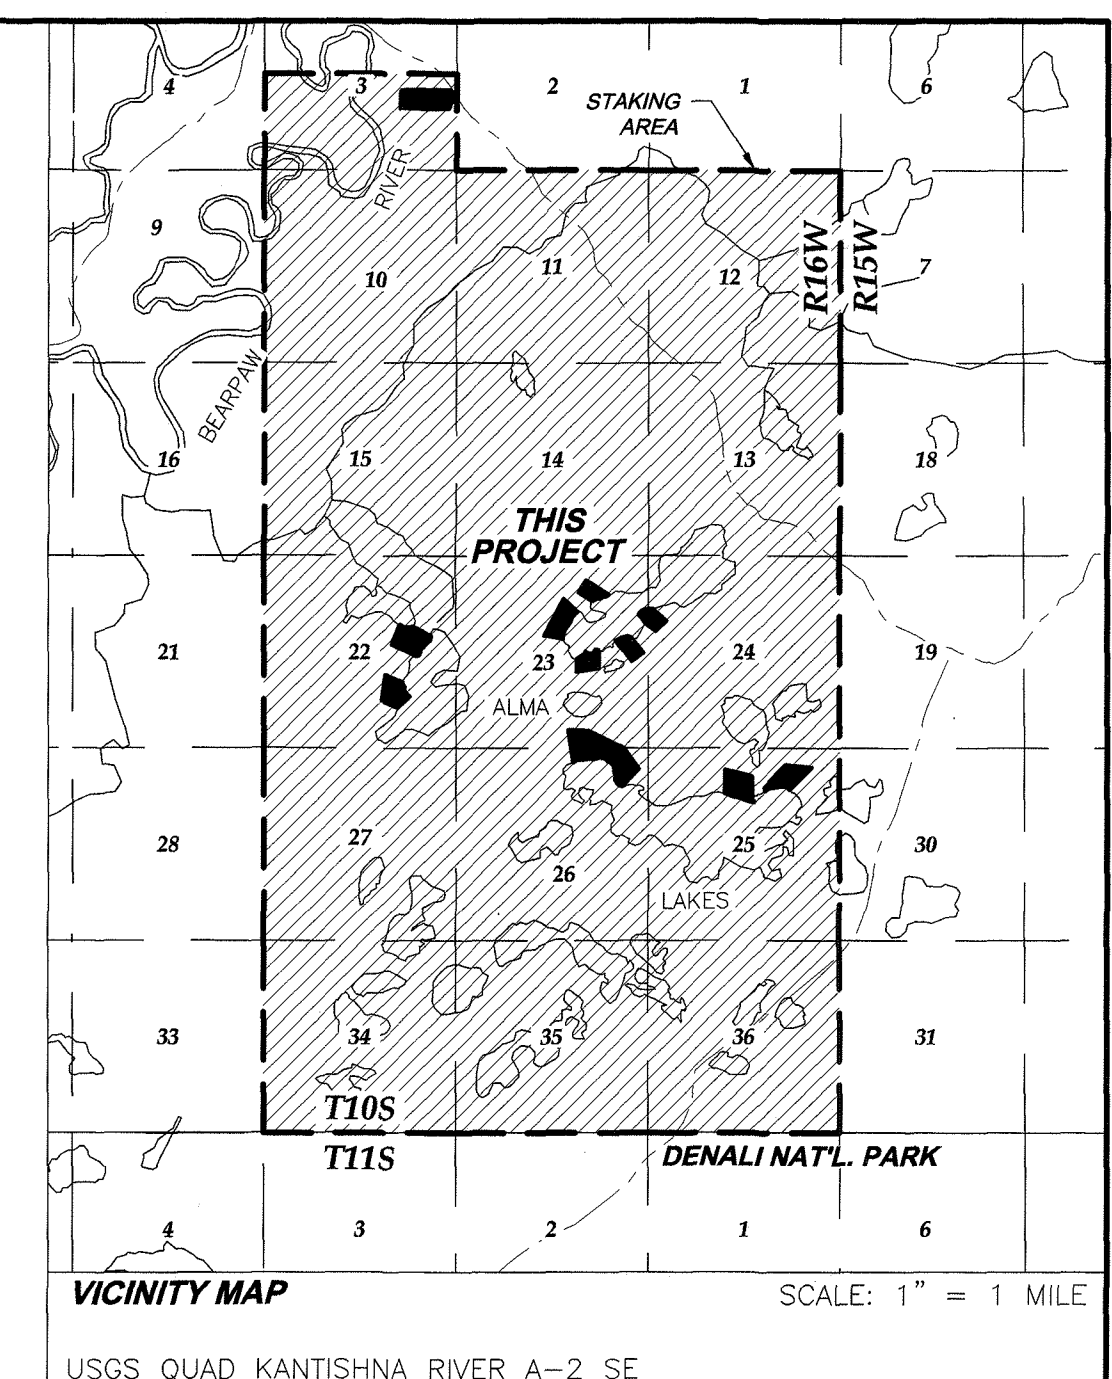 4 3 2 1 6
STAKING
AREA
RIVER
9 10 11 12 R16W R15W 7
BEARPAW
16 15 14 13 18
THIS
PROJECT
21 22 23 24 19
ALMA
28 27 26 25 30
LAKES
33 34 35 36 31
T10S
T11S DENALI NAT'L. PARK
4 3 2 1 6
VICINITY MAP SCALE: 1" = 1 MILE
USGS QUAD KANTISHNA RIVER A-2 SE